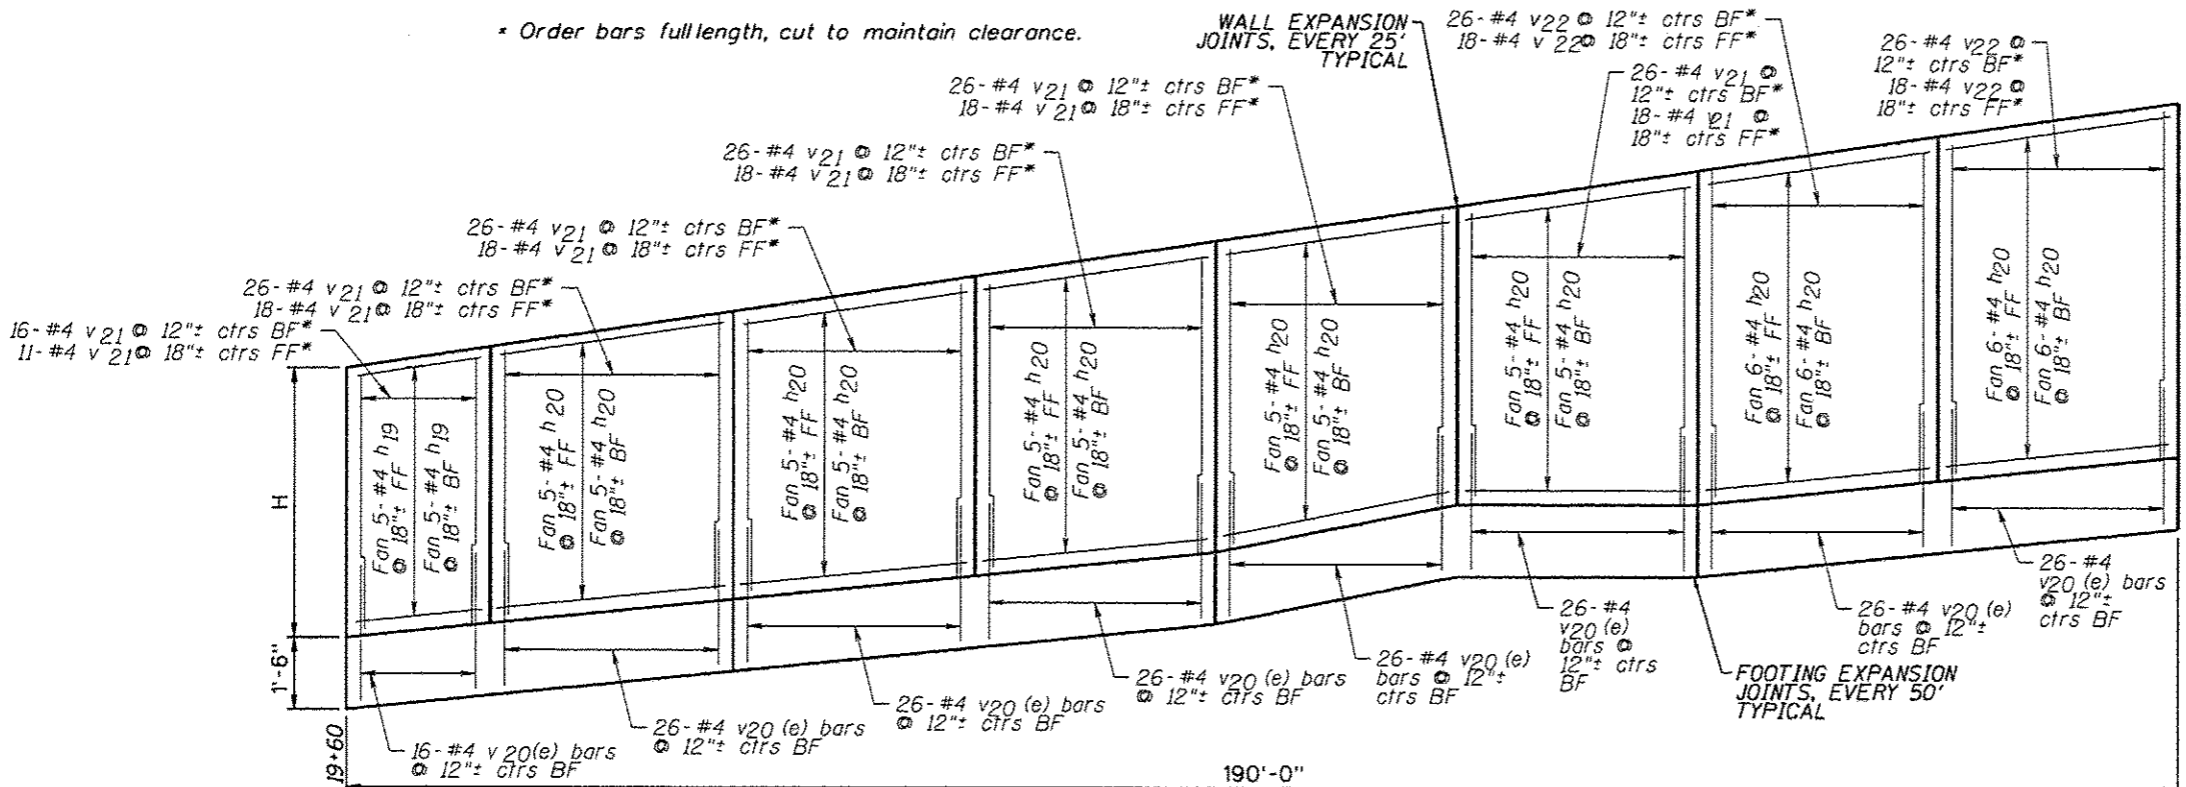 * Order bars full length, cut to maintain clearance.
WALL EXPANSION
JOINTS, EVERY 25'
TYPICAL
26-#4 v22 @ 12"± ctrs BF*
18-#4 v22@ 18"± ctrs FF*
26-#4 v22 @
12"± ctrs BF*
18-#4 v22 @
18"± ctrs FF*
26-#4 v21 @
12"± ctrs BF*
18-#4 v21 @
18"± ctrs FF*
26-#4 v21 @ 12"± ctrs BF*
18-#4 v21@ 18"± ctrs FF*
26-#4 v21 @ 12"± ctrs BF*
18-#4 v21@ 18"± ctrs FF*
26-#4 v21 @ 12"± ctrs BF*
18-#4 v21@ 18"± ctrs FF*
26-#4 v21 @ 12"± ctrs BF*
18-#4 v21@ 18"± ctrs FF*
16-#4 v21 @ 12"± ctrs BF*
11-#4 v21@ 18"± ctrs FF*
H
1'-6"
Fan 5-#4 h19
@ 18"± FF
Fan 5-#4 h19
@ 18"± BF
Fan 5-#4 h20
@ 18"± FF
Fan 5-#4 h20
@ 18"± BF
Fan 5-#4 h20
@ 18"± FF
Fan 5-#4 h20
@ 18"± BF
Fan 5-#4 h20
@ 18"± FF
Fan 5-#4 h20
@ 18"± BF
Fan 5-#4 h20
@ 18"± FF
Fan 5-#4 h20
@ 18"± BF
Fan 5-#4 h20
@ 18"± FF
Fan 5-#4 h20
@ 18"± BF
Fan 6-#4 h20
@ 18"± FF
Fan 6-#4 h20
@ 18"± BF
Fan 6-#4 h20
@ 18"± FF
Fan 6-#4 h20
@ 18"± BF
16-#4 v20(e) bars
@ 12"± ctrs BF
26-#4 v20 (e) bars
@ 12"± ctrs BF
26-#4 v20 (e) bars
@ 12"± ctrs BF
26-#4 v20 (e) bars
@ 12"± ctrs BF
26-#4 v20 (e)
bars @ 12"±
ctrs BF
26-#4
v20 (e)
bars @
12"± ctrs
BF
26-#4 v20 (e)
bars @ 12"±
ctrs BF
26-#4
v20 (e) bars
@ 12"±
ctrs BF
FOOTING EXPANSION
JOINTS, EVERY 50'
TYPICAL
19+60
190'-0"